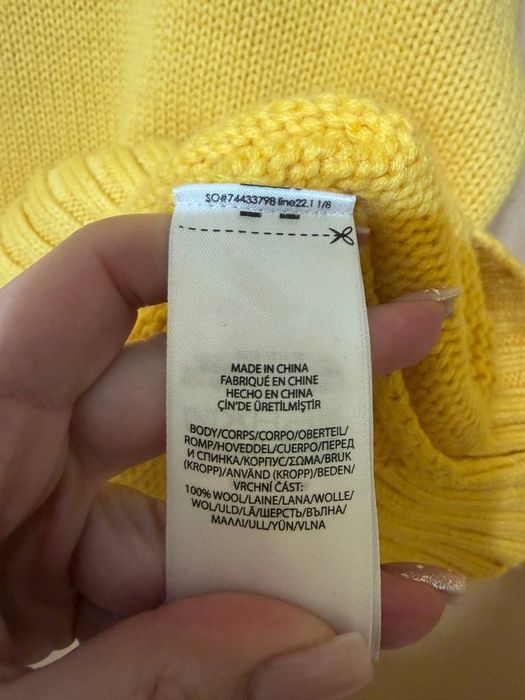 SO#74433798 line22.1 1/8
MADE IN CHINA
FABRIQUÉ EN CHINE
HECHO EN CHINA
ÇİN'DE ÜRETİLMİŞTİR
BODY/CORPS/CORPO/OBERTEIL/
ROMP/HOVEDDEL/CUERPO/ПЕРЕД
И СПИНКА/КОРПУС/ΣΩΜΑ/BRUK
(KROPP)/ANVÄND (KROPP)/BEDEN/
VRCHNÍ ČÁST:
100% WOOL/LAINE/LANA/WOLLE/
WOL/ULD/LÃ/ШЕРСТЬ/ВЪЛНА/
ΜΑΛΛΙ/ULL/YÜN/VLNA